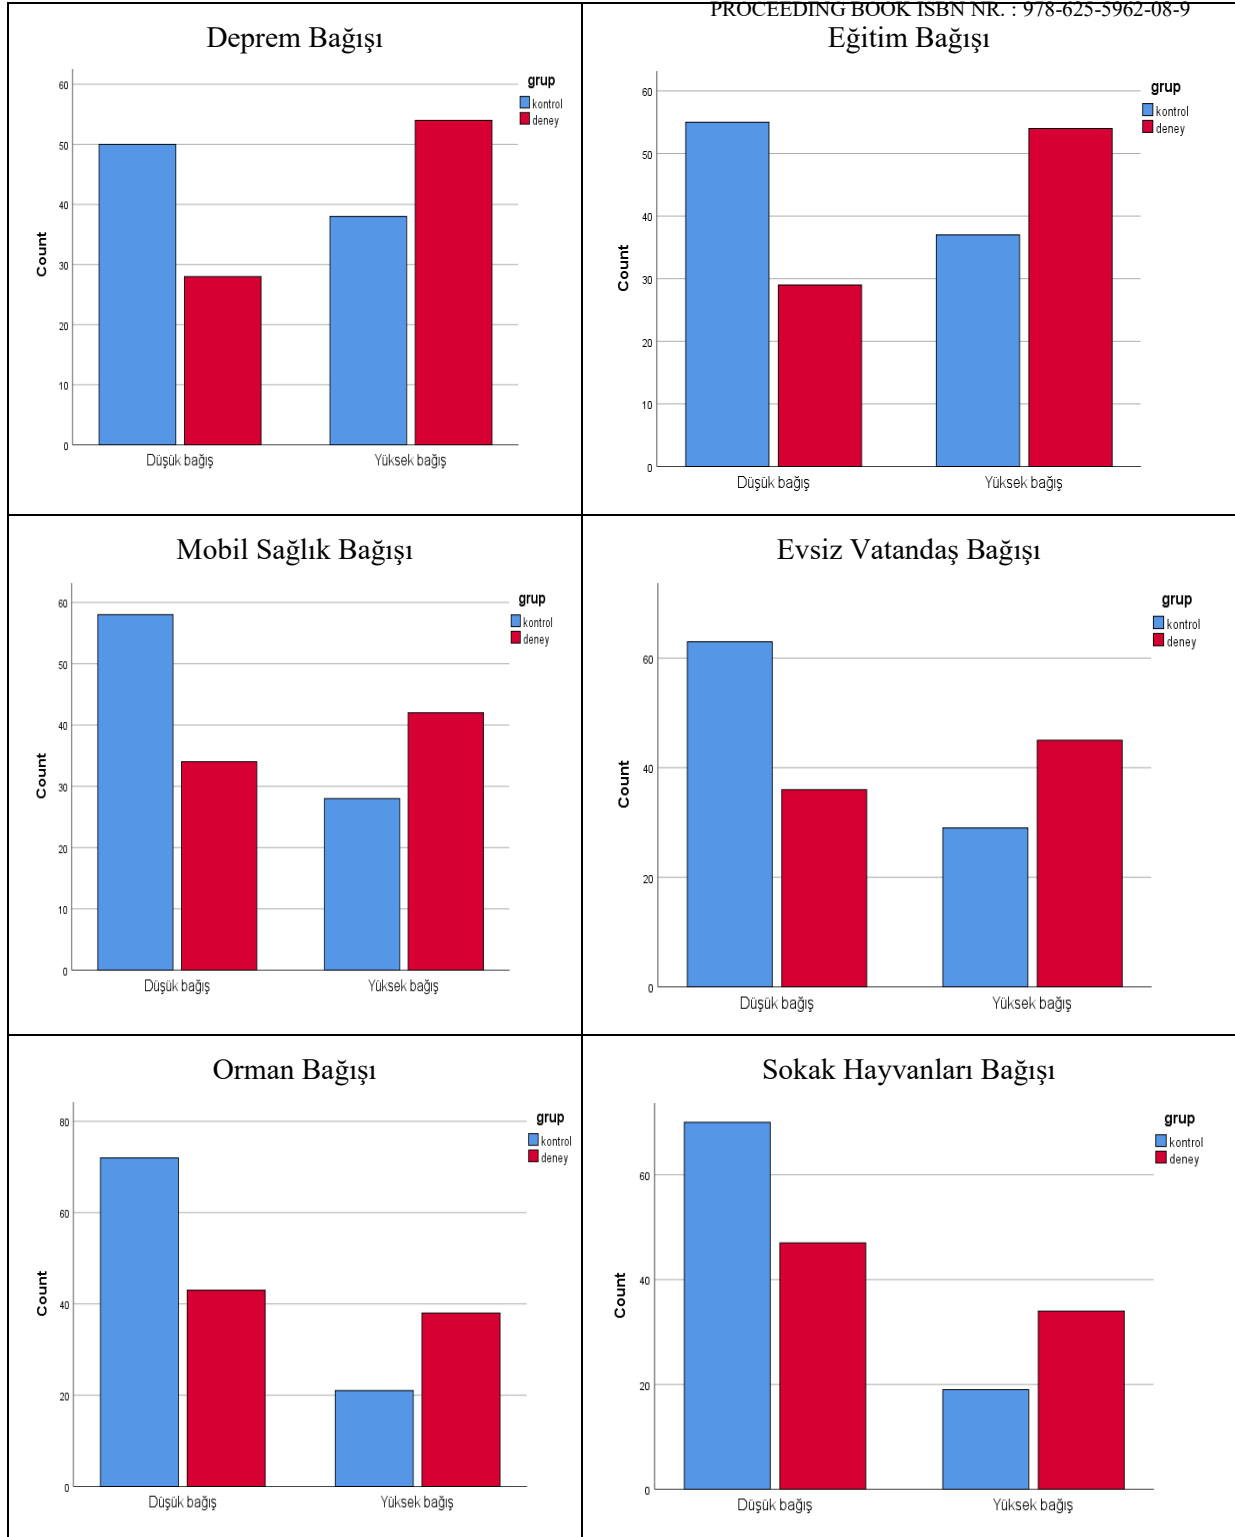 PROCEEDING BOOK ISBN NR. : 978-625-5962-08-9
Deprem Bağışı
60
50
40
30
20
10
0
Count
Düşük bağış
Yüksek bağış
grup
kontrol
deney
Eğitim Bağışı
60
50
40
30
20
10
0
Count
Düşük bağış
Yüksek bağış
grup
kontrol
deney
Mobil Sağlık Bağışı
60
50
40
30
20
10
0
Count
Düşük bağış
Yüksek bağış
grup
kontrol
deney
Evsiz Vatandaş Bağışı
60
40
20
0
Count
Düşük bağış
Yüksek bağış
grup
kontrol
deney
Orman Bağışı
80
60
40
20
0
Count
Düşük bağış
Yüksek bağış
grup
kontrol
deney
Sokak Hayvanları Bağışı
60
40
20
0
Count
Düşük bağış
Yüksek bağış
grup
kontrol
deney